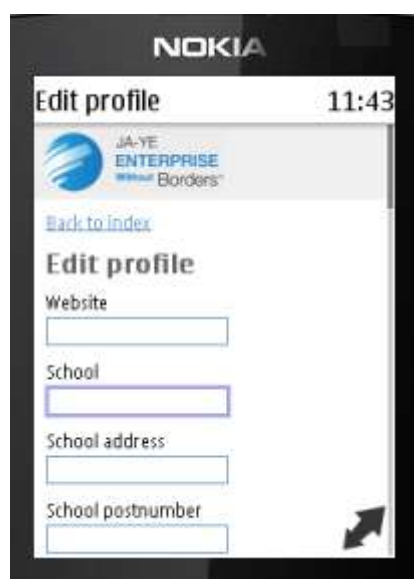 NOKIA
Edit profile 11:43
JA-YE
ENTERPRISE
Without Borders™
Back to index
Edit profile
Website
School
School address
School postnumber